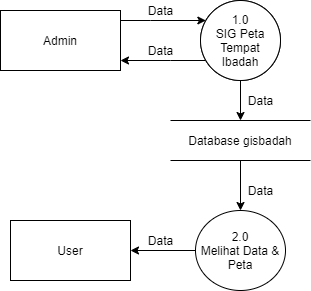 Data
Admin
1.0
SIG Peta
Tempat
Ibadah
Data
Data
Database gisbadah
Data
User
Data
2.0
Melihat Data &
Peta